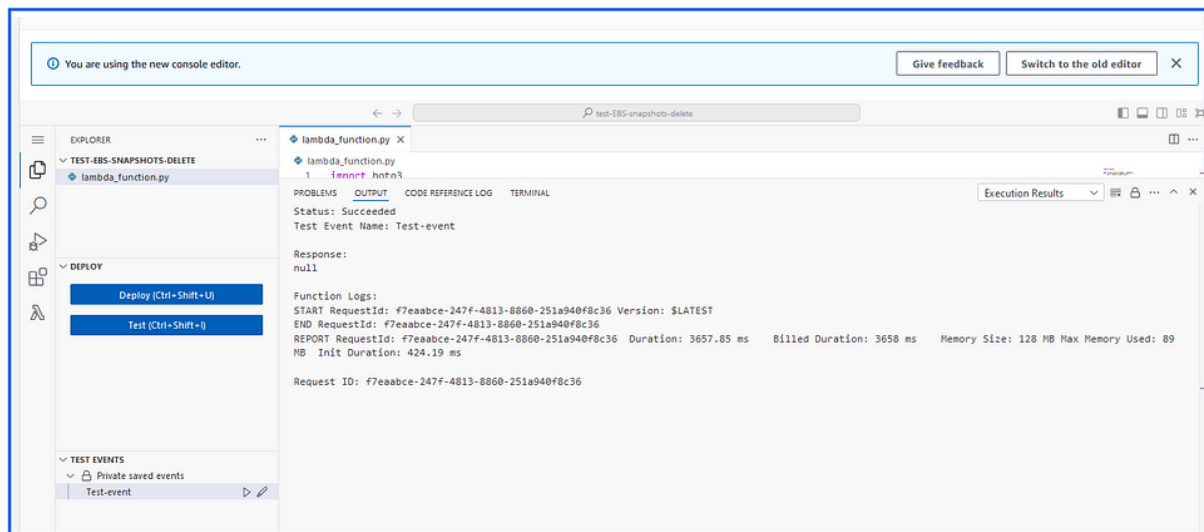 You are using the new console editor.
Give feedback
Switch to the old editor
test-EBS-snapshots-delete
EXPLORER
TEST-EBS-SNAPSHOTS-DELETE
lambda_function.py
DEPLOY
Deploy (Ctrl+Shift+U)
Test (Ctrl+Shift+I)
TEST EVENTS
Private saved events
Test-event
lambda_function.py
lambda_function.py
1 import boto3
PROBLEMS OUTPUT CODE REFERENCE LOG TERMINAL
Execution Results
Status: Succeeded
Test Event Name: Test-event
Response:
null
Function Logs:
START RequestId: f7eaabce-247f-4813-8860-251a940f8c36 Version: $LATEST
END RequestId: f7eaabce-247f-4813-8860-251a940f8c36
REPORT RequestId: f7eaabce-247f-4813-8860-251a940f8c36 Duration: 3657.85 ms Billed Duration: 3658 ms Memory Size: 128 MB Max Memory Used: 89
MB Init Duration: 424.19 ms
Request ID: f7eaabce-247f-4813-8860-251a940f8c36